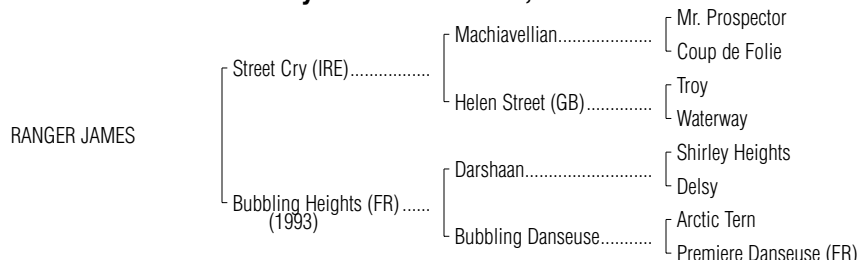 Mr. Prospector
Machiavellian....................
Coup de Folie
Street Cry (IRE).................
Troy
Helen Street (GB)..............
Waterway
RANGER JAMES
Shirley Heights
Darshaan...........................
Delsy
Bubbling Heights (FR)......
(1993)
Arctic Tern
Bubbling Danseuse...........
Premiere Danseuse (FR)